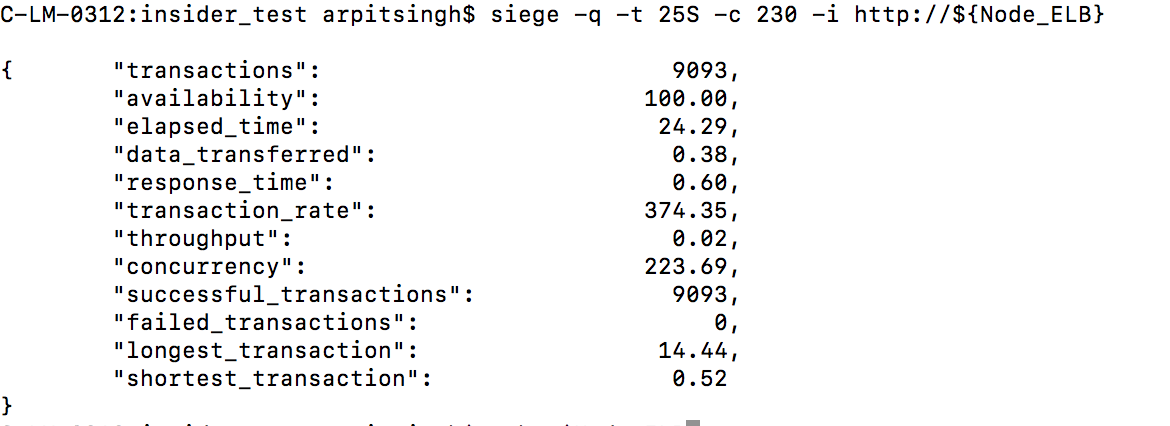 C-LM-0312:insider_test arpitsingh$ siege -q -t 25S -c 230 -i http://${Node_ELB}
{ "transactions": 9093,
"availability": 100.00,
"elapsed_time": 24.29,
"data_transferred": 0.38,
"response_time": 0.60,
"transaction_rate": 374.35,
"throughput": 0.02,
"concurrency": 223.69,
"successful_transactions": 9093,
"failed_transactions": 0,
"longest_transaction": 14.44,
"shortest_transaction": 0.52
}